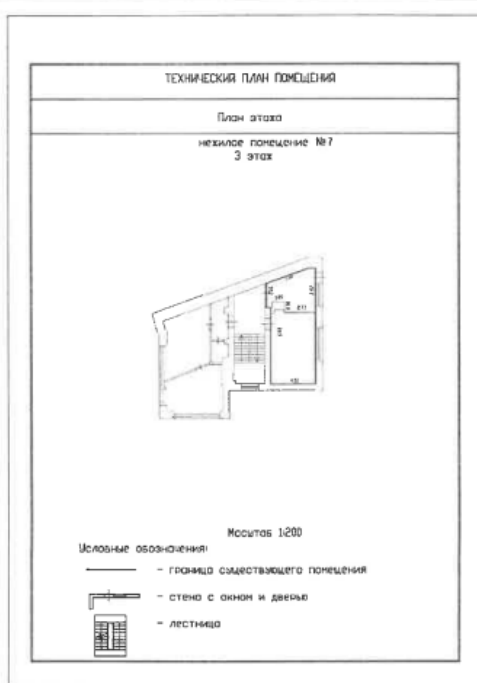 ТЕХНИЧЕСКИЙ ПЛАН ПОМЕЩЕНИЯ
План этажа
нежилое помещение №7
3 этаж
Масштаб 1:200
Условные обозначения:
- граница существующего помещения
- стена с окном и дверью
- лестница